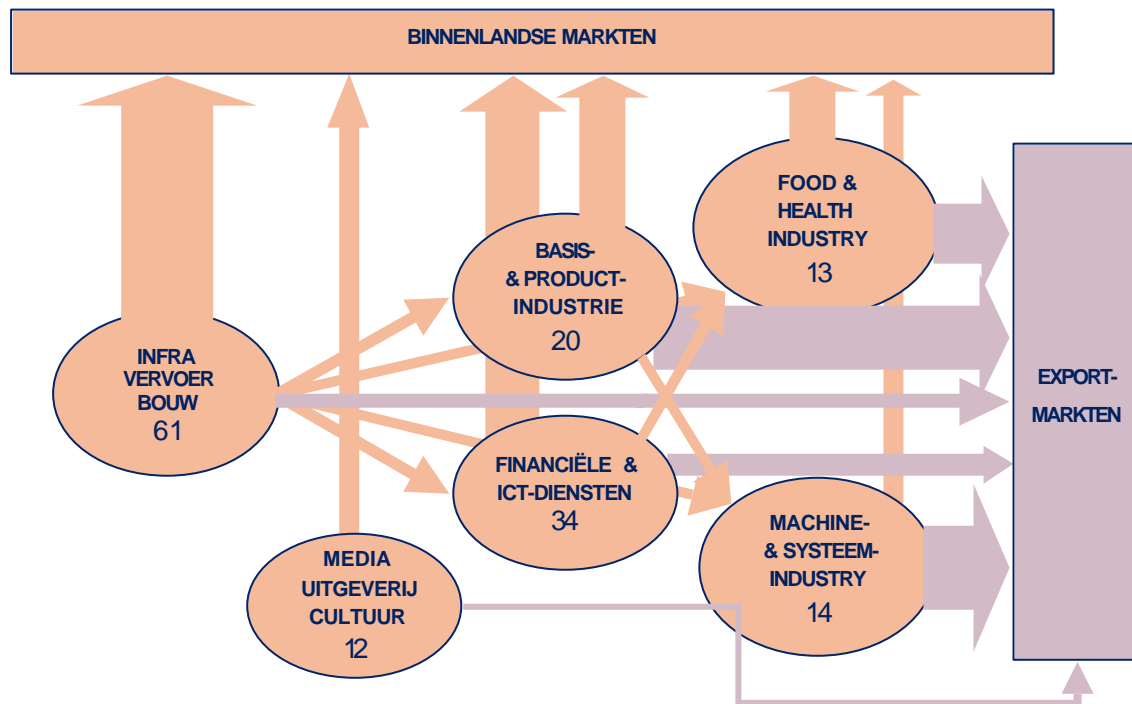 BINNENLANDSE MARKTEN
FOOD &
HEALTH
INDUSTRY
13
BASIS-
& PRODUCT-
INDUSTRIE
20
INFRA
VERVOER
BOUW
61
EXPORT-
MARKTEN
FINANCIËLE &
ICT-DIENSTEN
34
MACHINE-
& SYSTEEM-
INDUSTRY
14
MEDIA
UITGEVERIJ
CULTUUR
12